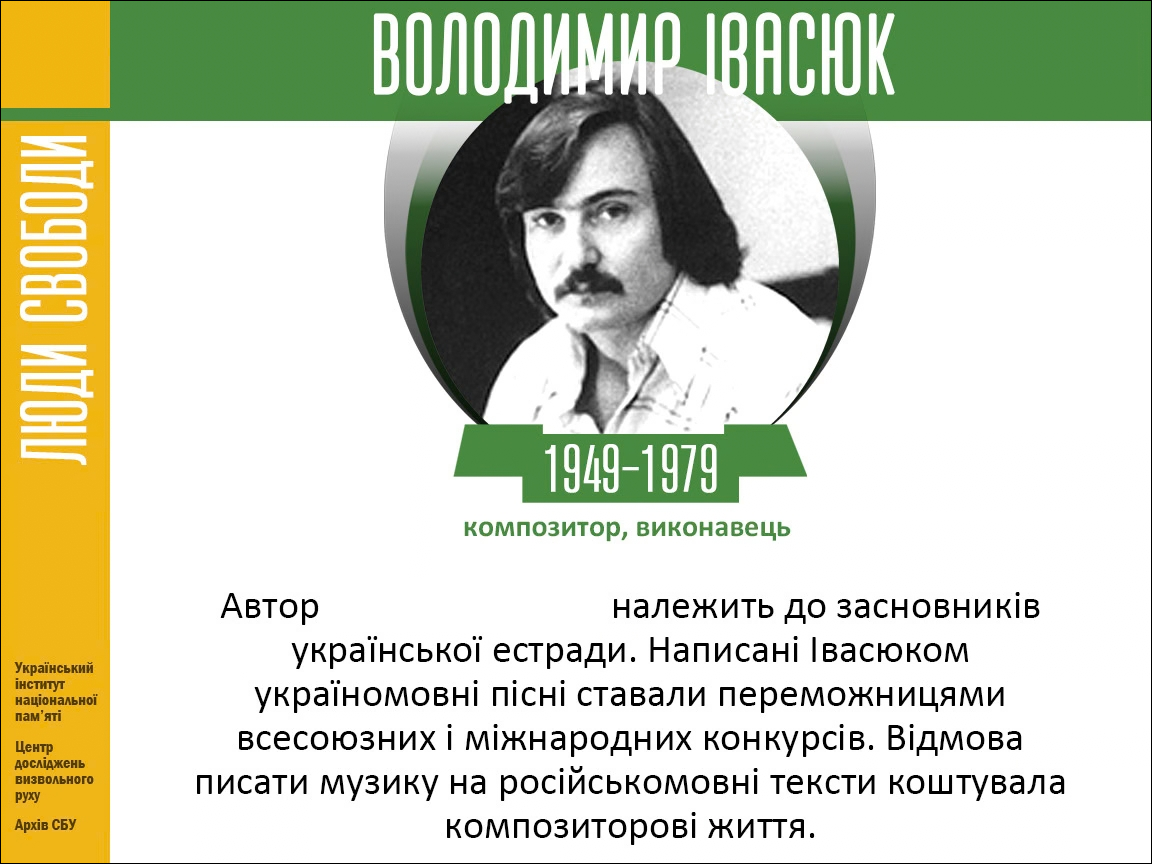 ВОЛОДИМИР ІВАСЮК
ЛЮДИ СВОБОДИ
1949–1979
композитор, виконавець
Автор належить до засновників
української естради. Написані Івасюком
україномовні пісні ставали переможницями
всесоюзних і міжнародних конкурсів. Відмова
писати музику на російськомовні тексти коштувала
композиторові життя.
Український
інститут
національної
пам'яті
Центр
досліджень
визвольного
руху
Архів СБУ